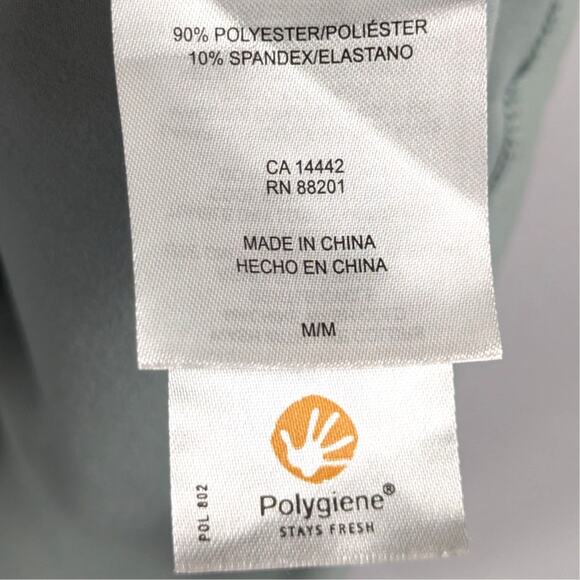 90% POLYESTER/POLIÉSTER
10% SPANDEX/ELASTANO
CA 14442
RN 88201
MADE IN CHINA
HECHO EN CHINA
M/M
POL 802
Polygiene®
STAYS FRESH